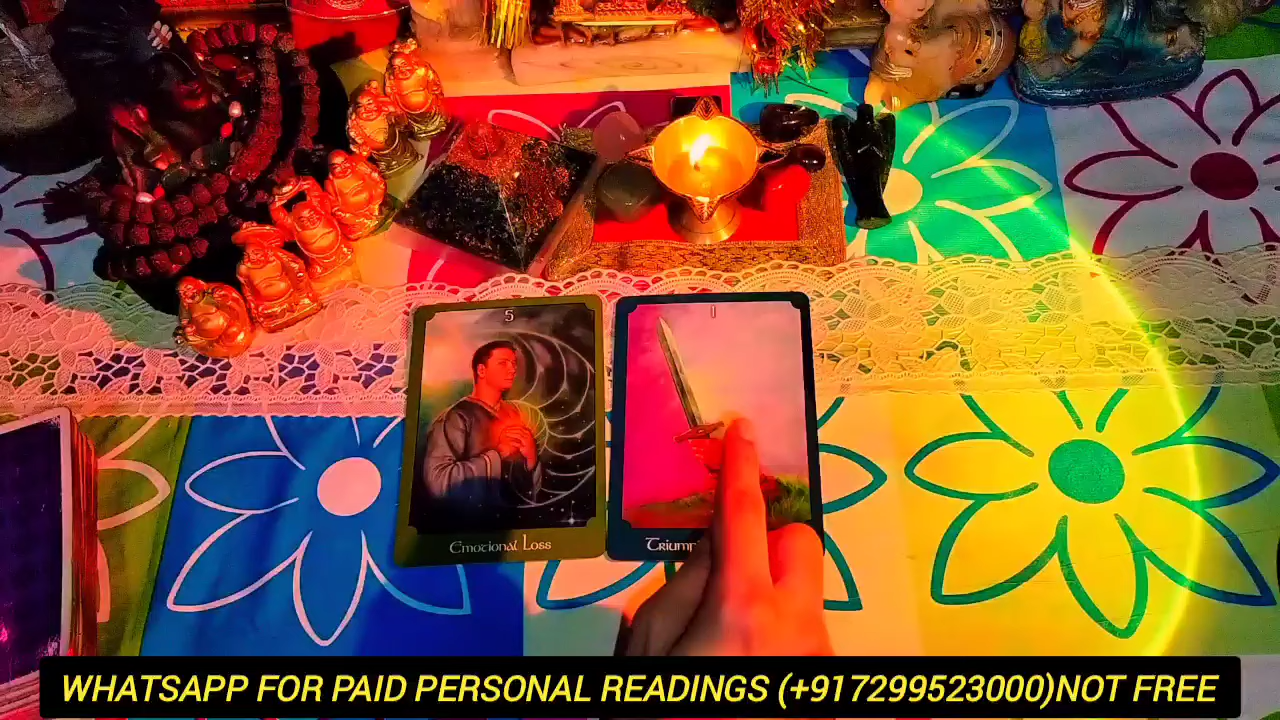 5
I
Emotional Loss
WHATSAPP FOR PAID PERSONAL READINGS (+917299523000)NOT FREE